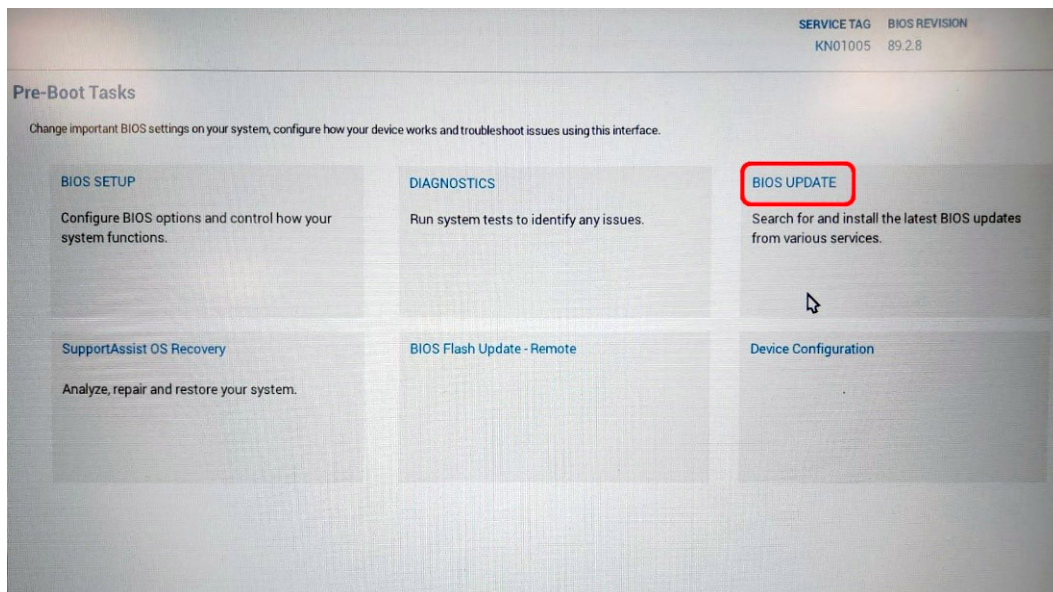 SERVICE TAG BIOS REVISION
KN01005 89.2.8
Pre-Boot Tasks
Change important BIOS settings on your system, configure how your device works and troubleshoot issues using this interface.
BIOS SETUP
Configure BIOS options and control how your
system functions.
DIAGNOSTICS
Run system tests to identify any issues.
BIOS UPDATE
Search for and install the latest BIOS updates
from various services.
SupportAssist OS Recovery
Analyze, repair and restore your system.
BIOS Flash Update - Remote
Device Configuration